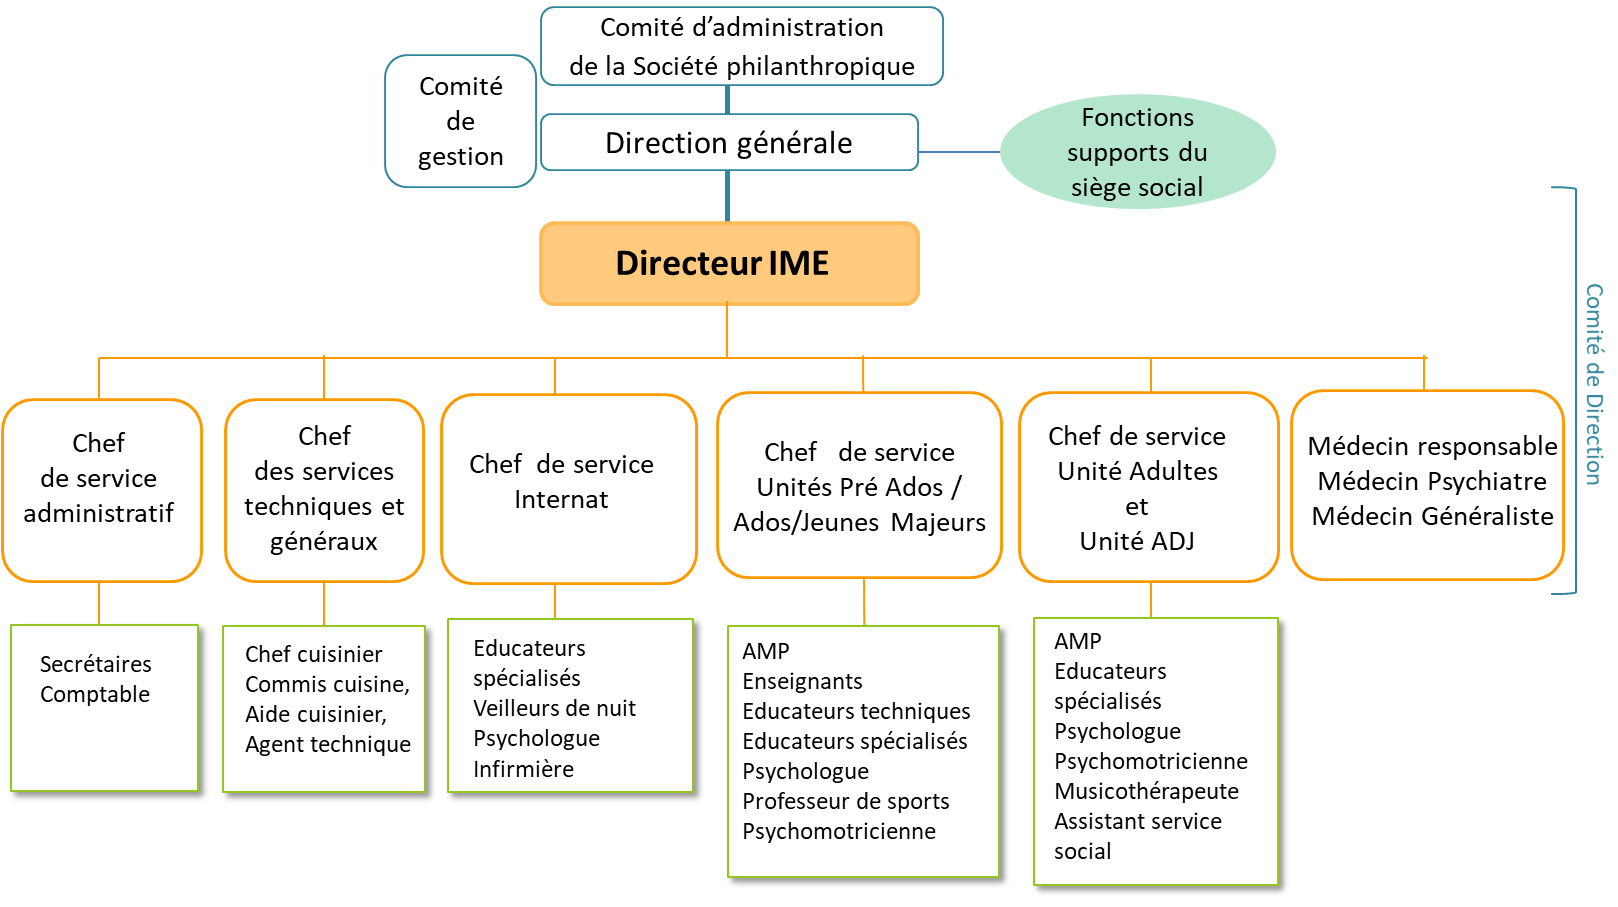 Comité d’administration
de la Société philanthropique
Comité
de
gestion
Direction générale
Fonctions
supports du
siège social
Directeur IME
Comité de Direction
Chef
de service
administratif
Chef
des services
techniques et
généraux
Chef de service
Internat
Chef de service
Unités Pré Ados /
Ados/Jeunes Majeurs
Chef de service
Unité Adultes
et
Unité ADJ
Médecin responsable
Médecin Psychiatre
Médecin Généraliste
Secrétaires
Comptable
Chef cuisinier
Commis cuisine,
Aide cuisinier,
Agent technique
Educateurs
spécialisés
Veilleurs de nuit
Psychologue
Infirmière
AMP
Enseignants
Educateurs techniques
Educateurs spécialisés
Psychologue
Professeur de sports
Psychomotricienne
AMP
Educateurs
spécialisés
Psychologue
Psychomotricienne
Musicothérapeute
Assistant service
social